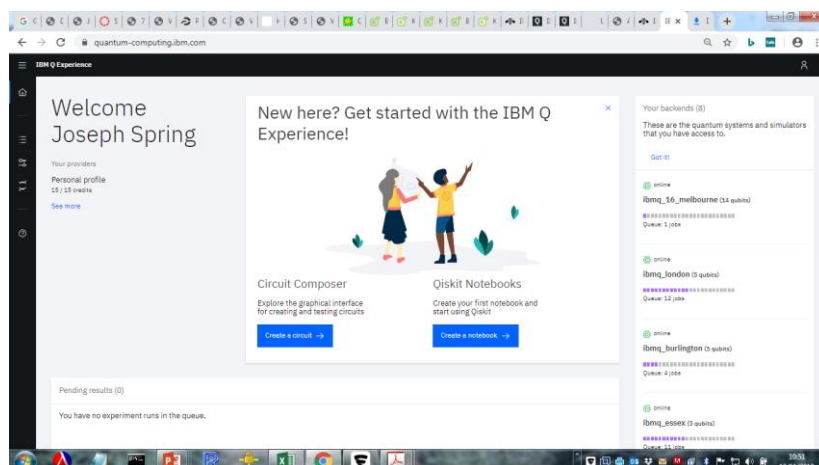 quantum-computing.ibm.com
IBM Q Experience
Welcome
Joseph Spring
Your providers
Personal profile
15 / 15 credits
See more
New here? Get started with the IBM Q
Experience!
Circuit Composer
Explore the graphical interface
for creating and testing circuits
Create a circuit →
Qiskit Notebooks
Create your first notebook and
start using Qiskit
Create a notebook →
Pending results (0)
You have no experiment runs in the queue.
Your backends (8)
These are the quantum systems and simulators
that you have access to.
Got it!
online
ibmq_16_melbourne (14 qubits)
Queue: 1 jobs
online
ibmq_london (5 qubits)
Queue: 12 jobs
online
ibmq_burlington (5 qubits)
Queue: 4 jobs
online
ibmq_essex (5 qubits)
Queue: 11 jobs
10:51